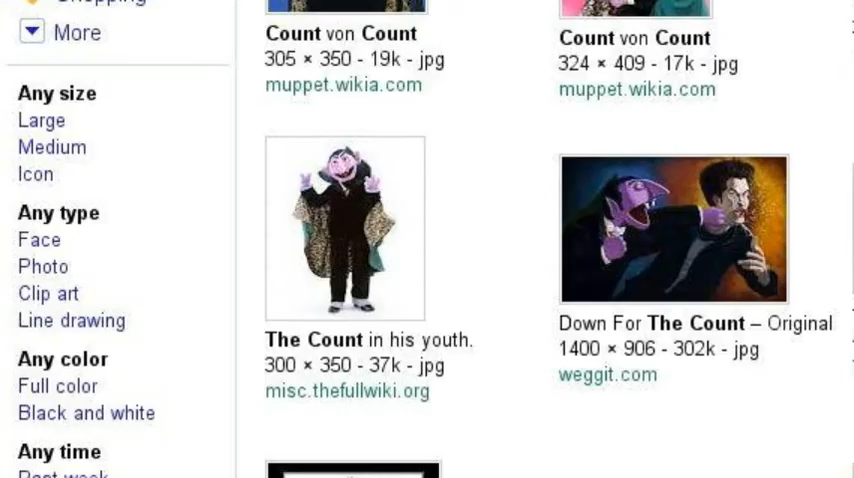 Shopping
More
Any size
Large
Medium
Icon
Any type
Face
Photo
Clip art
Line drawing
Any color
Full color
Black and white
Any time
Past week
Count von Count
305 × 350 - 19k - jpg
muppet.wikia.com
Count von Count
324 × 409 - 17k - jpg
muppet.wikia.com
The Count in his youth.
300 × 350 - 37k - jpg
misc.thefullwiki.org
Down For The Count – Original
1400 × 906 - 302k - jpg
weggit.com